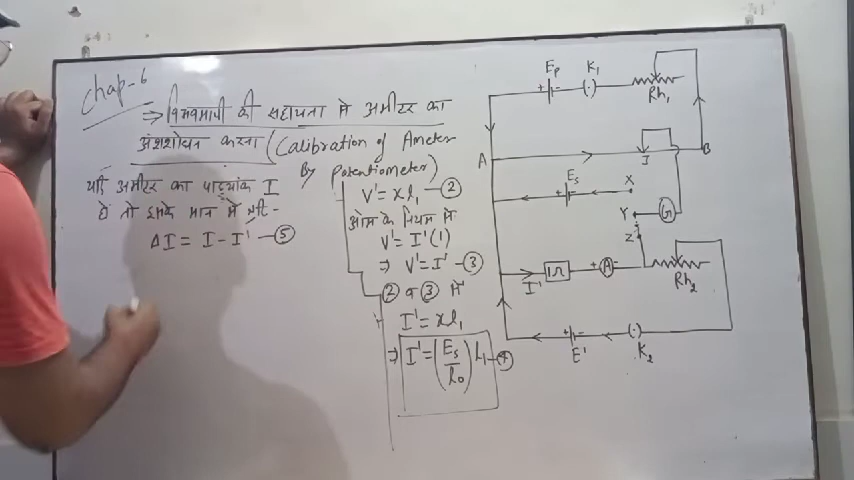 Chap-6
⇒ विभवमापी की सहायता से अमीटर का
अंशशोधन करना (Calibration of Ameter
By Potentiometer)
यदि अमीटर का पाठ्यांक I
हो तो इसके मान में त्रुटि-
ΔI = I - I' -⑤
V' = xl₁ -②
ओम के नियम से
V' = I'(1)
⇒ V' = I' -③
② व ③ से
I' = xl₁
⇒ I' = (Es/l₀) L₁ -④
Ep K₁
Rh₁
A B
J
Es X
Y G
Z
I' 1Ω + A -
Rh₂
+ -
E' K₂